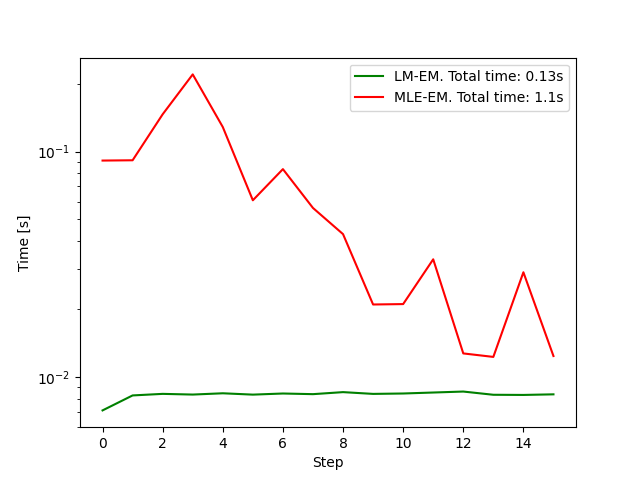 LM-EM. Total time: 0.13s
MLE-EM. Total time: 1.1s
10⁻¹
10⁻²
Time [s]
0 2 4 6 8 10 12 14
Step